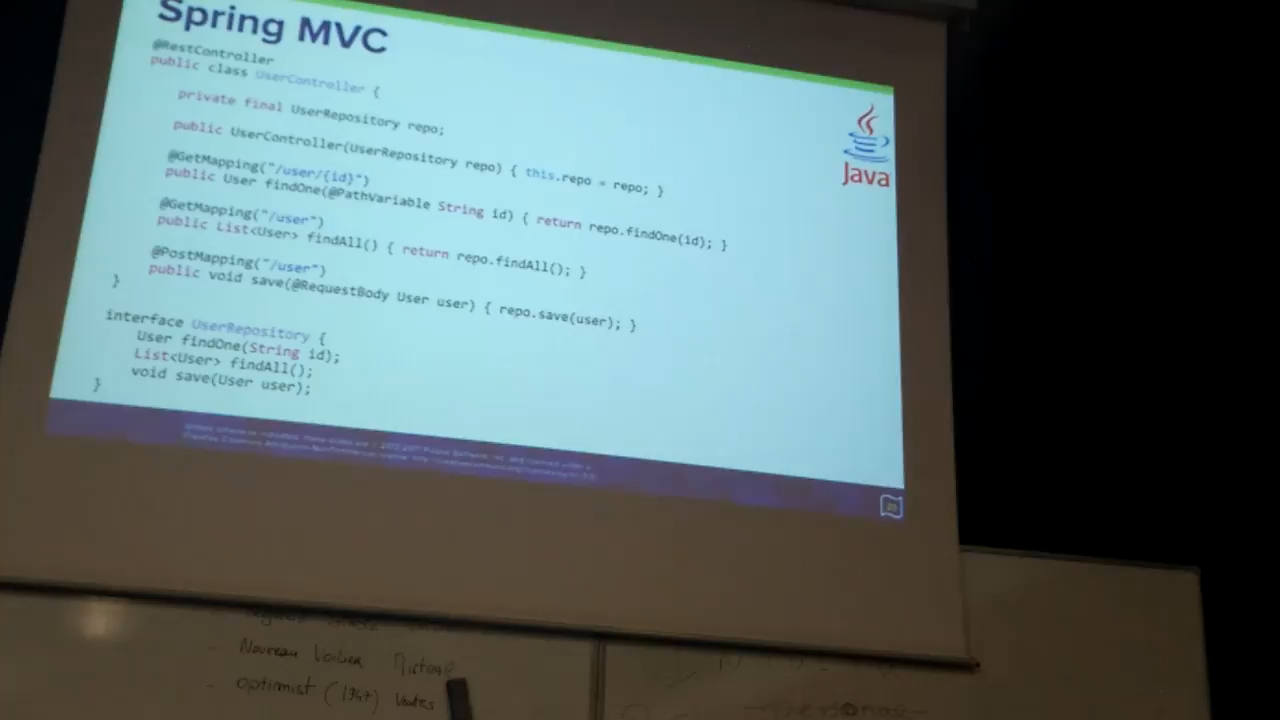 Spring MVC
@RestController
public class UserController {
private final UserRepository repo;
public UserController(UserRepository repo) { this.repo = repo; }
@GetMapping("/user/{id}")
public User findOne(@PathVariable String id) { return repo.findOne(id); }
@GetMapping("/user")
public List<User> findAll() { return repo.findAll(); }
@PostMapping("/user")
public void save(@RequestBody User user) { repo.save(user); }
}
interface UserRepository {
User findOne(String id);
List<User> findAll();
void save(User user);
}
Java
optimist (1947)